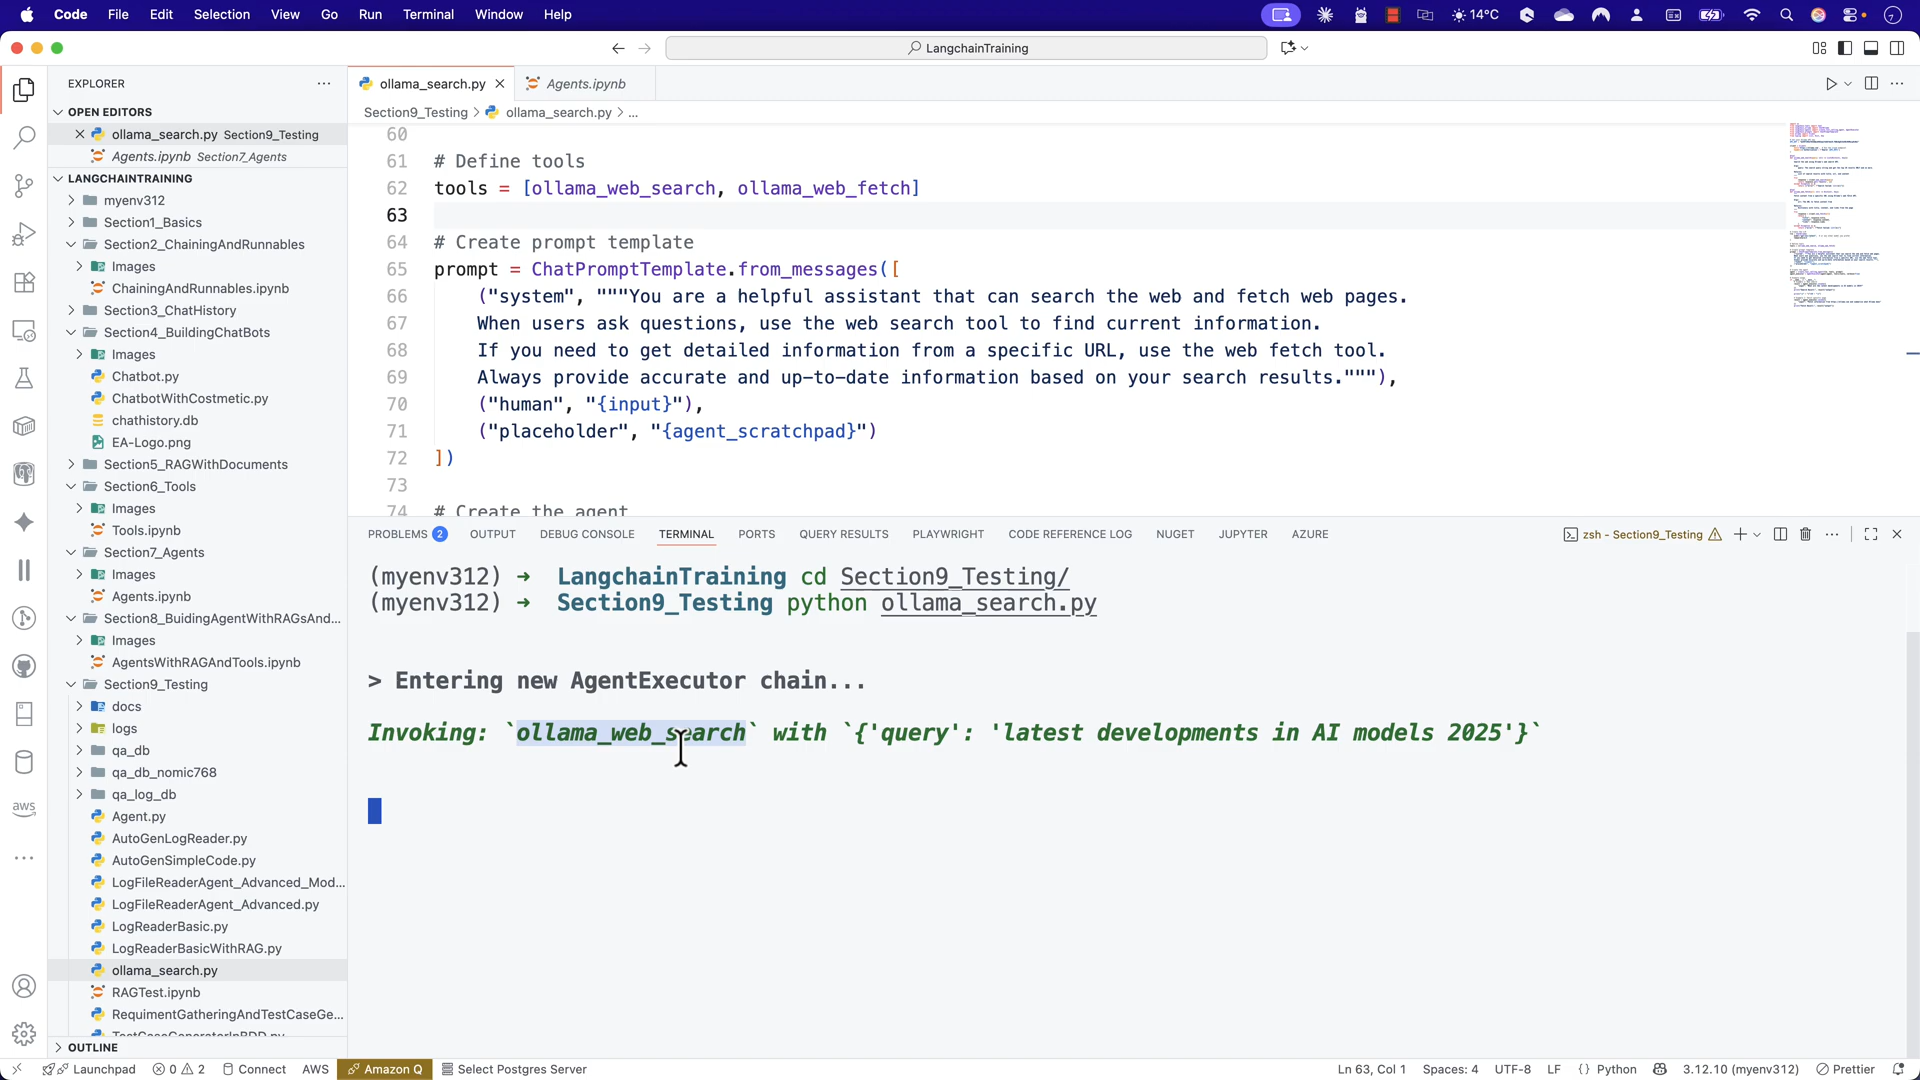 Code File Edit Selection View Go Run Terminal Window Help 14°C
LangchainTraining
EXPLORER
OPEN EDITORS
ollama_search.py Section9_Testing
Agents.ipynb Section7_Agents
LANGCHAINTRAINING
myenv312
Section1_Basics
Section2_ChainingAndRunnables
Images
ChainingAndRunnables.ipynb
Section3_ChatHistory
Section4_BuildingChatBots
Images
Chatbot.py
ChatbotWithCostmetic.py
chathistory.db
EA-Logo.png
Section5_RAGWithDocuments
Section6_Tools
Images
Tools.ipynb
Section7_Agents
Images
Agents.ipynb
Section8_BuidingAgentWithRAGsAnd...
Images
AgentsWithRAGAndTools.ipynb
Section9_Testing
docs
logs
qa_db
qa_db_nomic768
qa_log_db
Agent.py
AutoGenLogReader.py
AutoGenSimpleCode.py
LogFileReaderAgent_Advanced_Mod...
LogFileReaderAgent_Advanced.py
LogReaderBasic.py
LogReaderBasicWithRAG.py
ollama_search.py
RAGTest.ipynb
RequimentGatheringAndTestCaseGe...
OUTLINE
ollama_search.py Agents.ipynb
Section9_Testing > ollama_search.py > ...
60
61 # Define tools
62 tools = [ollama_web_search, ollama_web_fetch]
63
64 # Create prompt template
65 prompt = ChatPromptTemplate.from_messages([
66 ("system", """You are a helpful assistant that can search the web and fetch web pages.
67 When users ask questions, use the web search tool to find current information.
68 If you need to get detailed information from a specific URL, use the web fetch tool.
69 Always provide accurate and up-to-date information based on your search results."""),
70 ("human", "{input}"),
71 ("placeholder", "{agent_scratchpad}")
72 ])
73
74 # Create the agent
PROBLEMS 2 OUTPUT DEBUG CONSOLE TERMINAL PORTS QUERY RESULTS PLAYWRIGHT CODE REFERENCE LOG NUGET JUPYTER AZURE zsh - Section9_Testing
(myenv312) ➜ LangchainTraining cd Section9_Testing/
(myenv312) ➜ Section9_Testing python ollama_search.py
> Entering new AgentExecutor chain...
Invoking: `ollama_web_search` with `{'query': 'latest developments in AI models 2025'}`
aws
Launchpad 0 2 Connect AWS Amazon Q Select Postgres Server Ln 63, Col 1 Spaces: 4 UTF-8 LF {} Python 3.12.10 (myenv312) Prettier